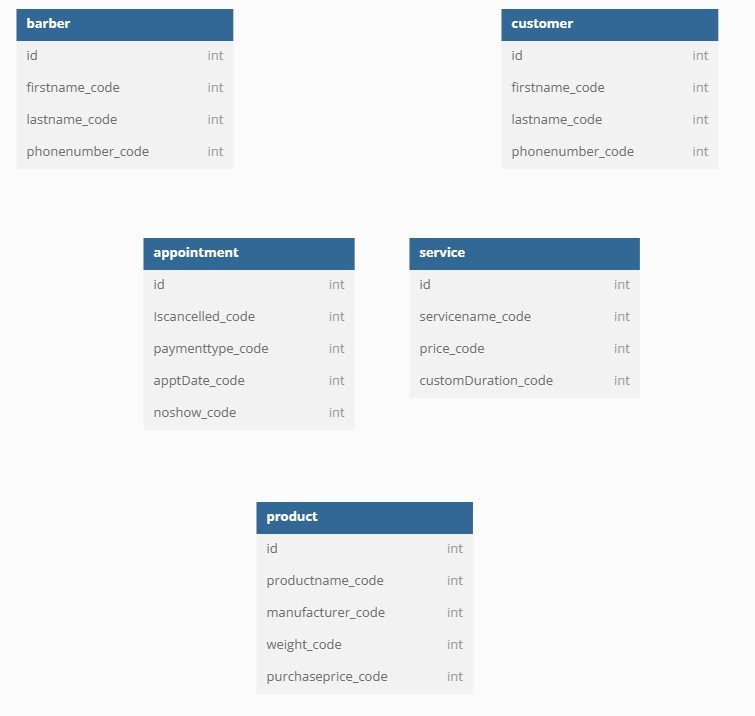 barber
id int
firstname_code int
lastname_code int
phonenumber_code int
customer
id int
firstname_code int
lastname_code int
phonenumber_code int
appointment
id int
Iscancelled_code int
paymenttype_code int
apptDate_code int
noshow_code int
service
id int
servicename_code int
price_code int
customDuration_code int
product
id int
productname_code int
manufacturer_code int
weight_code int
purchaseprice_code int